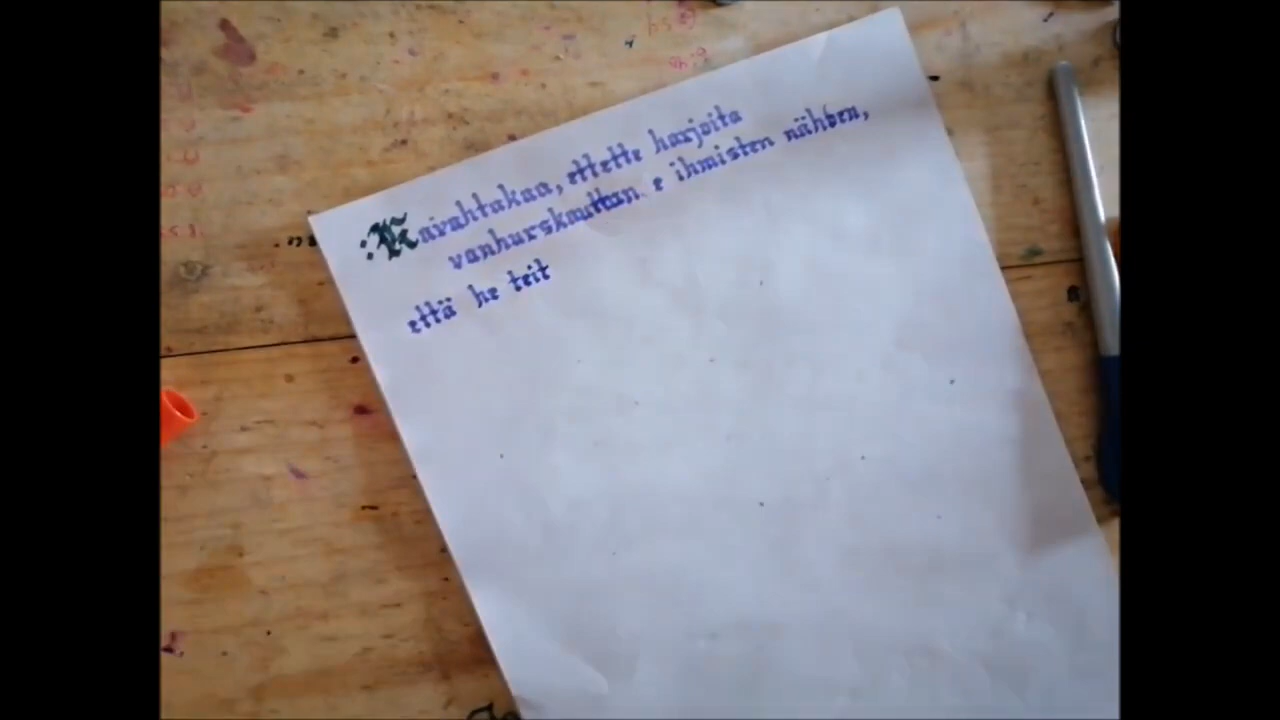 Kavahtakaa, ettette harjoita
vanhurskauttan e ihmisten nähden,
että he teit